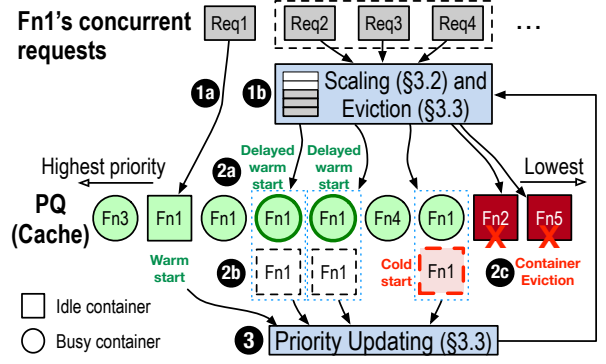 Fn1's concurrent
requests
Req1
Req2
Req3
Req4
...
1a
1b
Scaling (§3.2) and
Eviction (§3.3)
Highest priority
2a
Delayed
warm
start
Delayed
warm
start
Lowest
PQ
(Cache)
Fn3
Fn1
Fn1
Fn1
Fn1
Fn4
Fn1
Fn2
Fn5
Warm
start
2b
Fn1
Fn1
Cold
start
Fn1
2c
Container
Eviction
Idle container
Busy container
3
Priority Updating (§3.3)